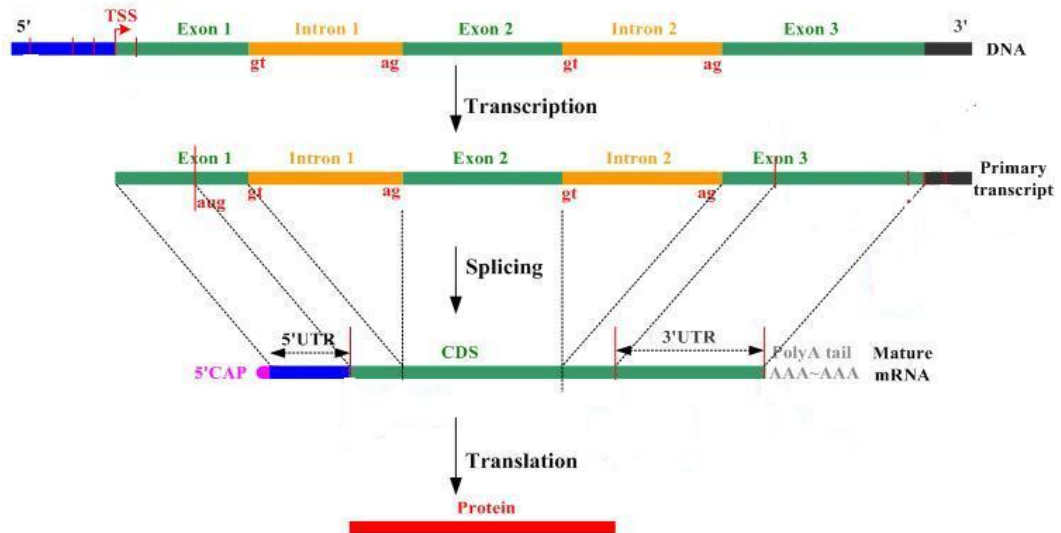 5' TSS Exon 1 Intron 1 Exon 2 Intron 2 Exon 3 3'
DNA
gt ag gt ag
Transcription
Exon 1 Intron 1 Exon 2 Intron 2 Exon 3
Primary
transcript
aug gt ag gt ag
Splicing
5'UTR CDS 3'UTR PolyA tail Mature
5'CAP AAA~AAA mRNA
Translation
Protein